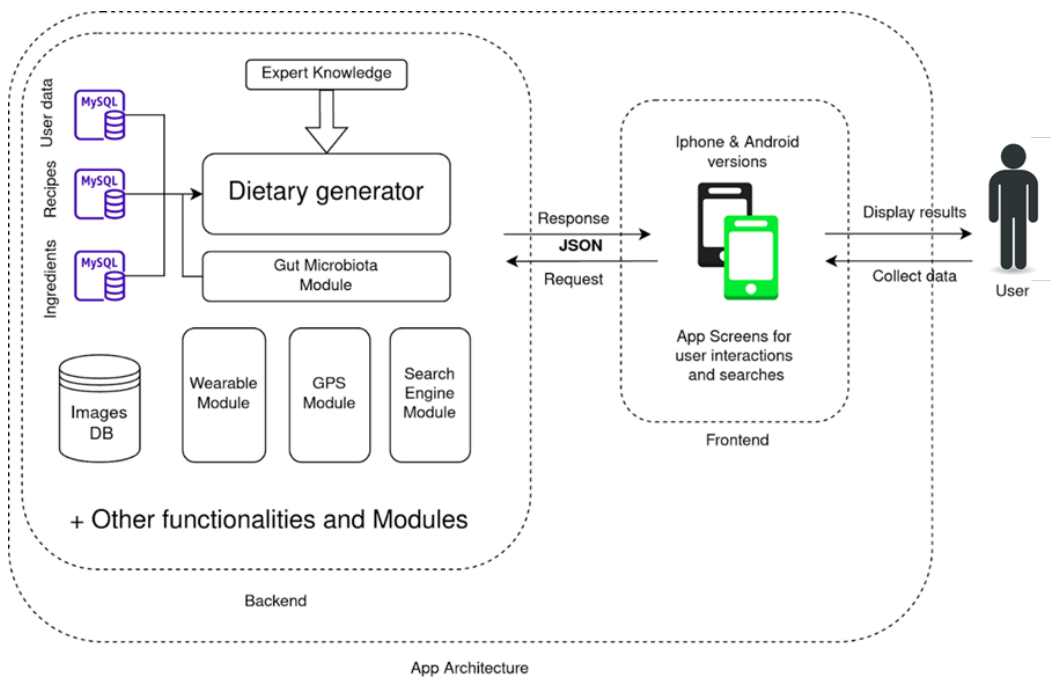 Expert Knowledge
User data
MySQL
Recipes
MySQL
Ingredients
MySQL
Dietary generator
Gut Microbiota
Module
Images
DB
Wearable
Module
GPS
Module
Search
Engine
Module
+ Other functionalities and Modules
Backend
Response
JSON
Request
Iphone & Android
versions
App Screens for
user interactions
and searches
Frontend
Display results
Collect data
User
App Architecture